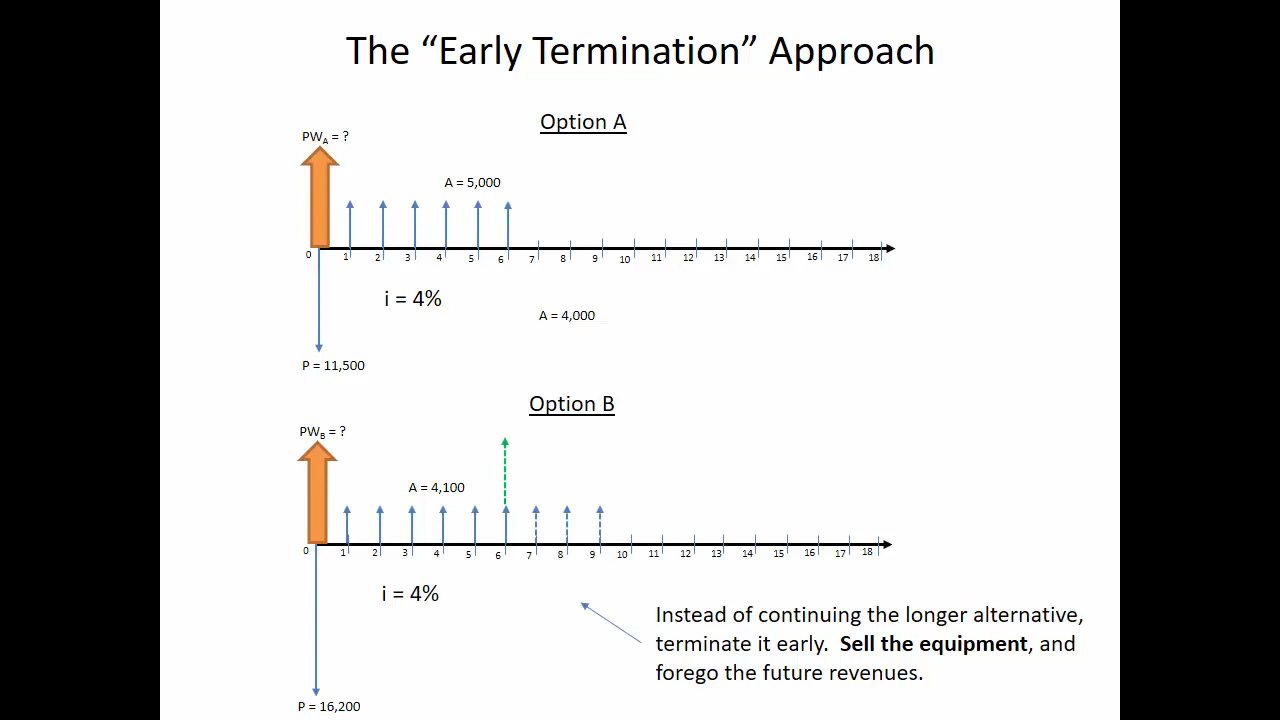 The “Early Termination” Approach
Option A
PWA = ?
A = 5,000
0 1 2 3 4 5 6 7 8 9 10 11 12 13 14 15 16 17 18
i = 4%
A = 4,000
P = 11,500
Option B
PWB = ?
A = 4,100
0 1 2 3 4 5 6 7 8 9 10 11 12 13 14 15 16 17 18
i = 4%
Instead of continuing the longer alternative,
terminate it early. Sell the equipment, and
forego the future revenues.
P = 16,200